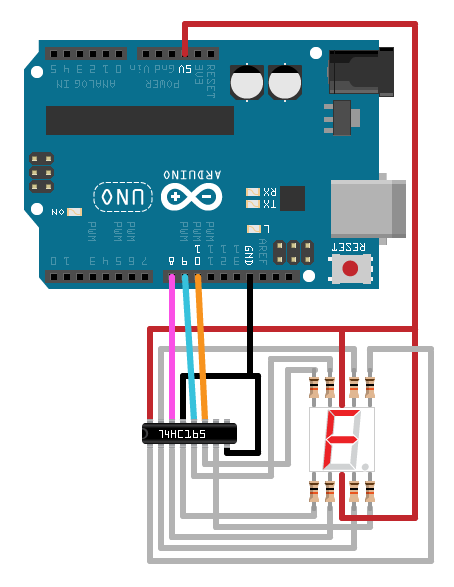 5 4 3 2 1 0 Vin Gnd 5V 3V3 RESET
ANALOG IN POWER
ARDUINO
UNO
RX
TX
ON
L
PWM PWM PWM PWM PWM PWM
0 1 2 3 4 5 6 7 8 9 10 11 12 13 GND AREF
RESET
74HC165